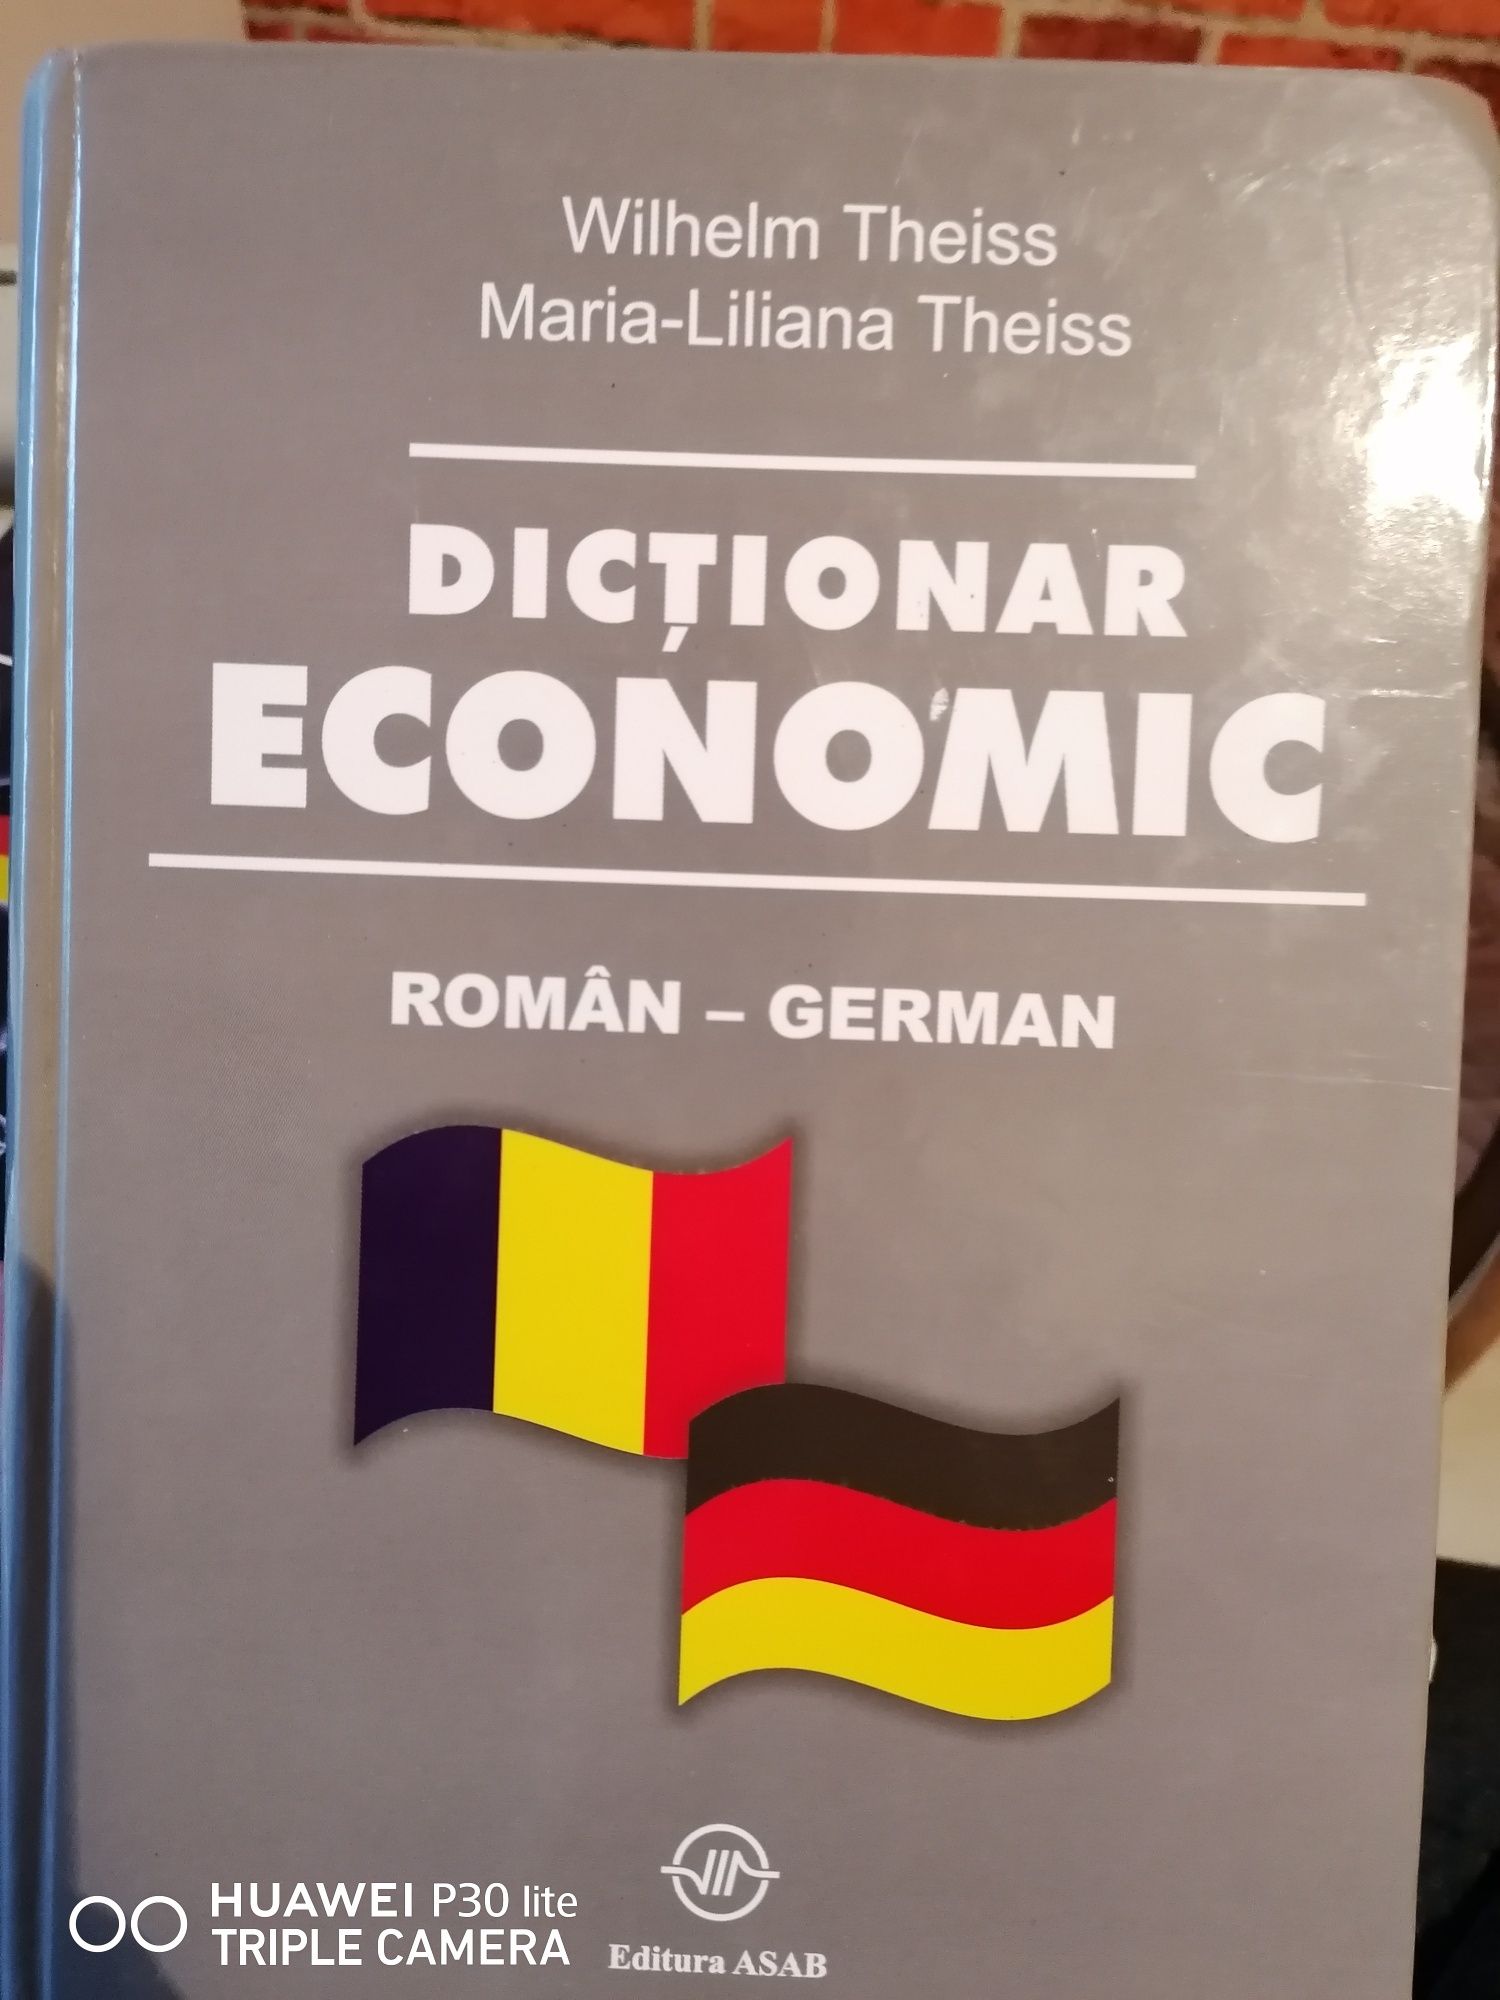 Wilhelm Theiss
Maria-Liliana Theiss
DICȚIONAR
ECONOMIC
ROMÂN – GERMAN
Editura ASAB
HUAWEI P30 lite
TRIPLE CAMERA